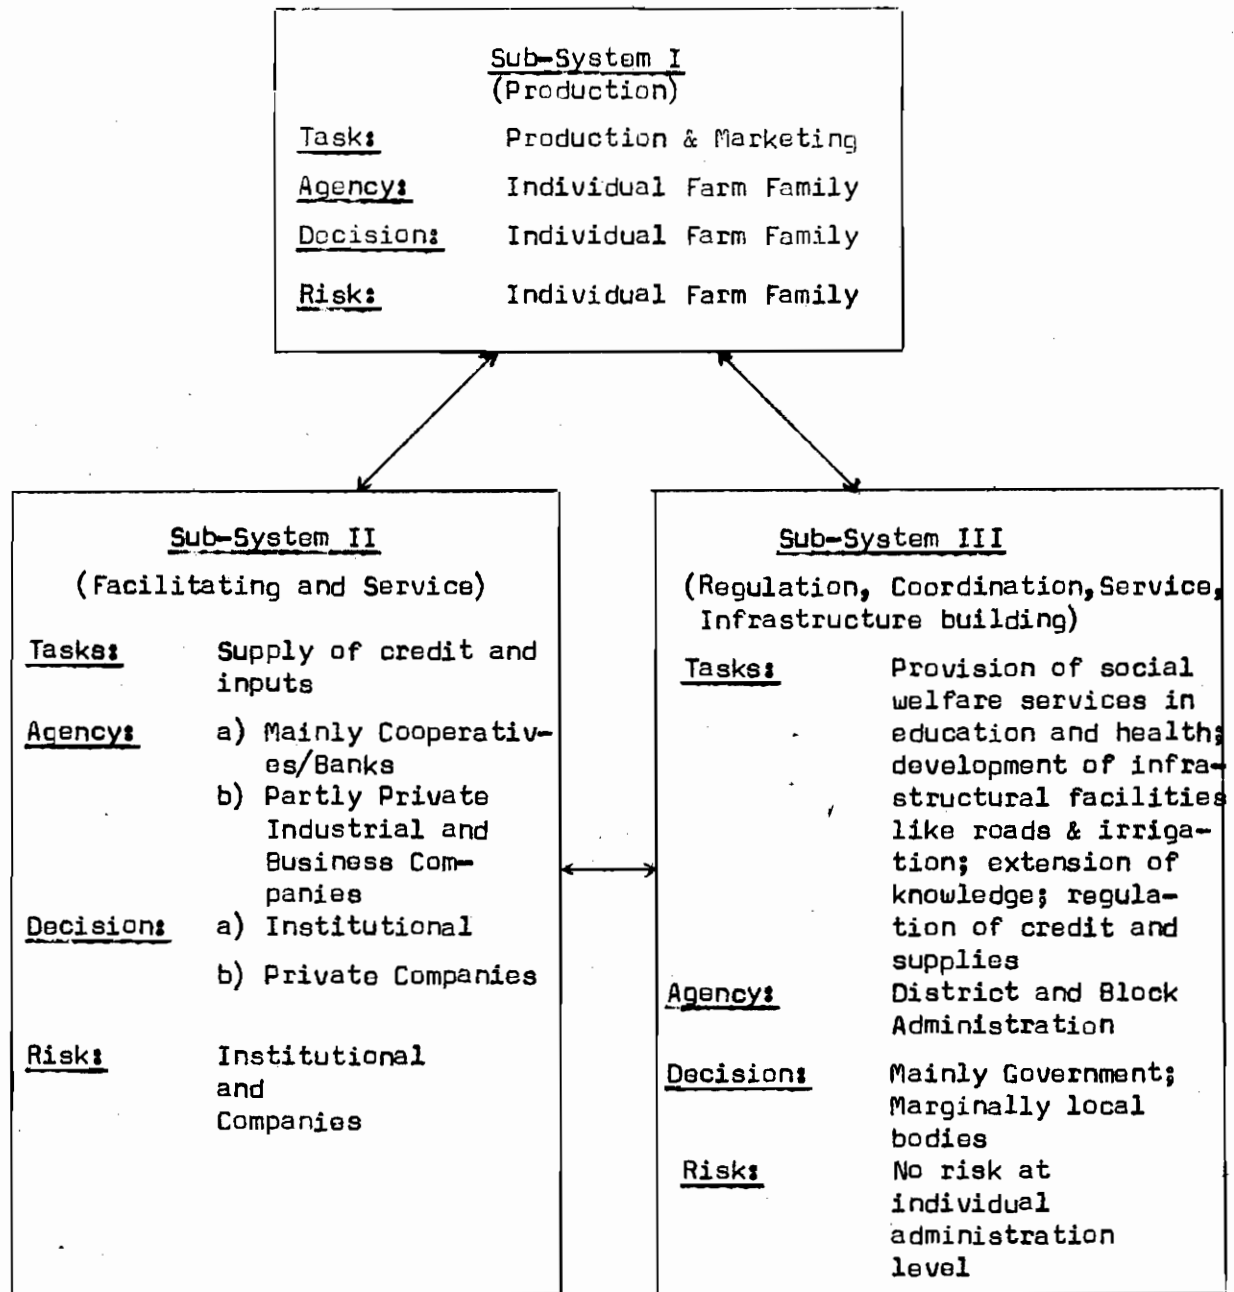 Sub-System I
(Production)
Task: Production & Marketing
Agency: Individual Farm Family
Decision: Individual Farm Family
Risk: Individual Farm Family
Sub-System II
(Facilitating and Service)
Tasks: Supply of credit and
inputs
Agency: a) Mainly Cooperativ-
es/Banks
b) Partly Private
Industrial and
Business Com-
panies
Decision: a) Institutional
b) Private Companies
Risk: Institutional
and
Companies
Sub-System III
(Regulation, Coordination, Service,
Infrastructure building)
Tasks: Provision of social
welfare services in
education and health;
development of infra-
structural facilities
like roads & irriga-
tion; extension of
knowledge; regula-
tion of credit and
supplies
Agency: District and Block
Administration
Decision: Mainly Government;
Marginally local
bodies
Risk: No risk at
individual
administration
level